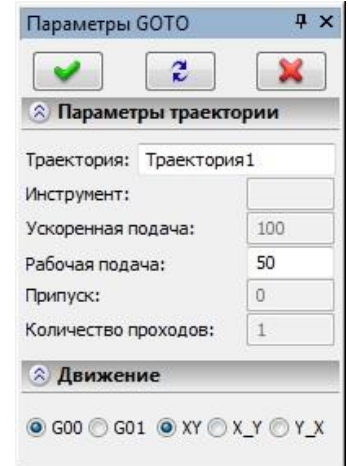 Параметры GOTO
Параметры траектории
Траектория: Траектория1
Инструмент:
Ускоренная подача: 100
Рабочая подача: 50
Припуск: 0
Количество проходов: 1
Движение
G00 G01 XY X_Y Y_X